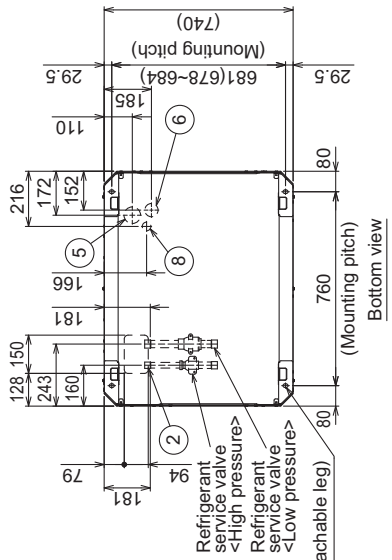 (740)
(Mounting pitch)
681(678~684)
29.5
29.5
185
110
6
216
172
152
5
8
80
166
181
760
(Mounting pitch)
Bottom view
150
128
243
160
2
80
79
94
181
Refrigerant
service valve
<High pressure>
Refrigerant
service valve
<Low pressure>
achable leg)